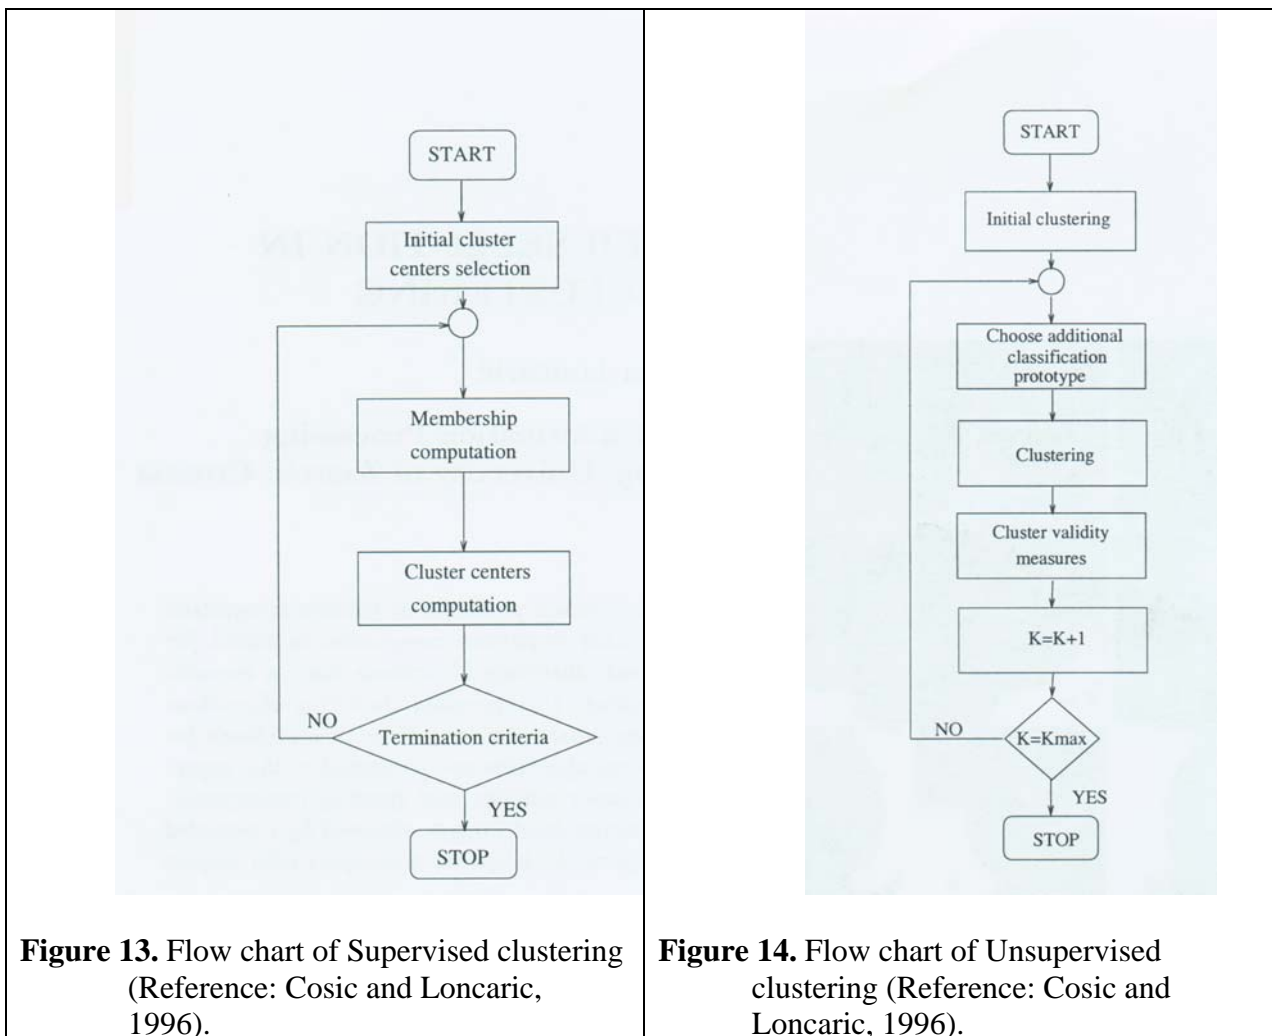 START
Initial cluster
centers selection
Membership
computation
Cluster centers
computation
Termination criteria
NO
YES
STOP
Figure 13. Flow chart of Supervised clustering
(Reference: Cosic and Loncaric,
1996).
START
Initial clustering
Choose additional
classification
prototype
Clustering
Cluster validity
measures
K=K+1
K=Kmax
NO
YES
STOP
Figure 14. Flow chart of Unsupervised
clustering (Reference: Cosic and
Loncaric, 1996).